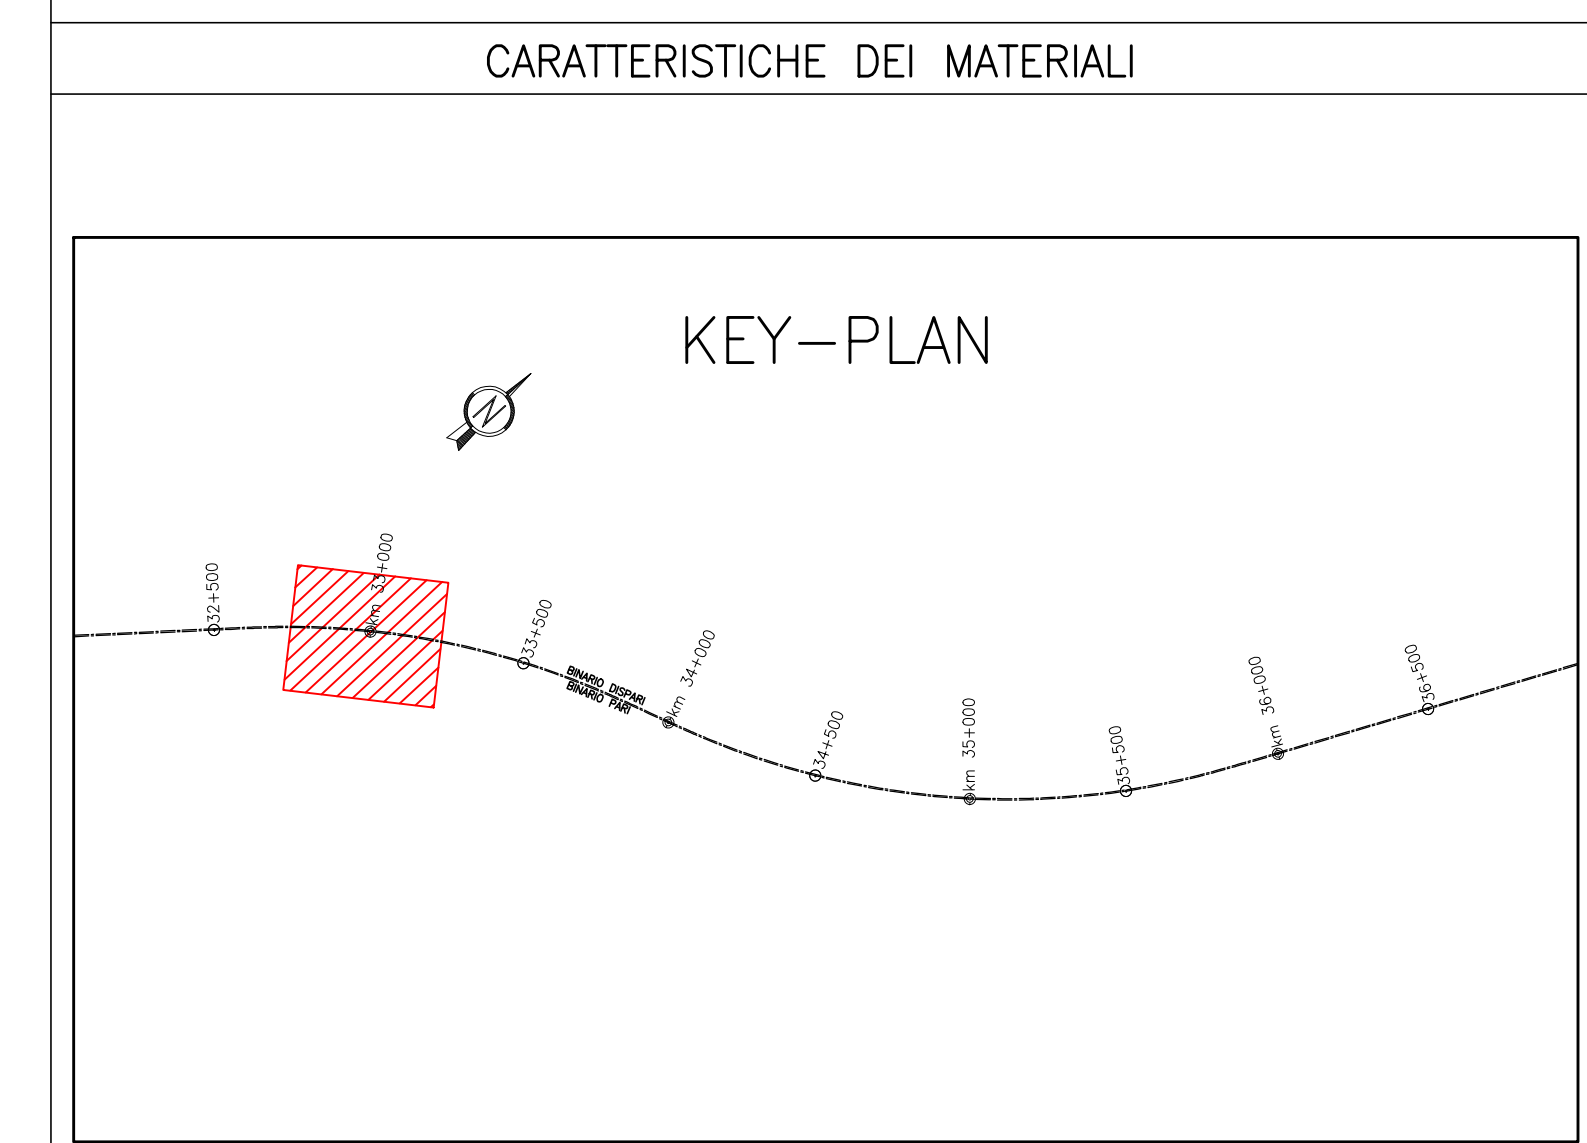 CARATTERISTICHE DEI MATERIALI
KEY-PLAN
N
32+500
km 33+000
33+500
BINARIO DISPARI
BINARIO PARI
km 34+000
34+500
km 35+000
35+500
km 36+000
36+500